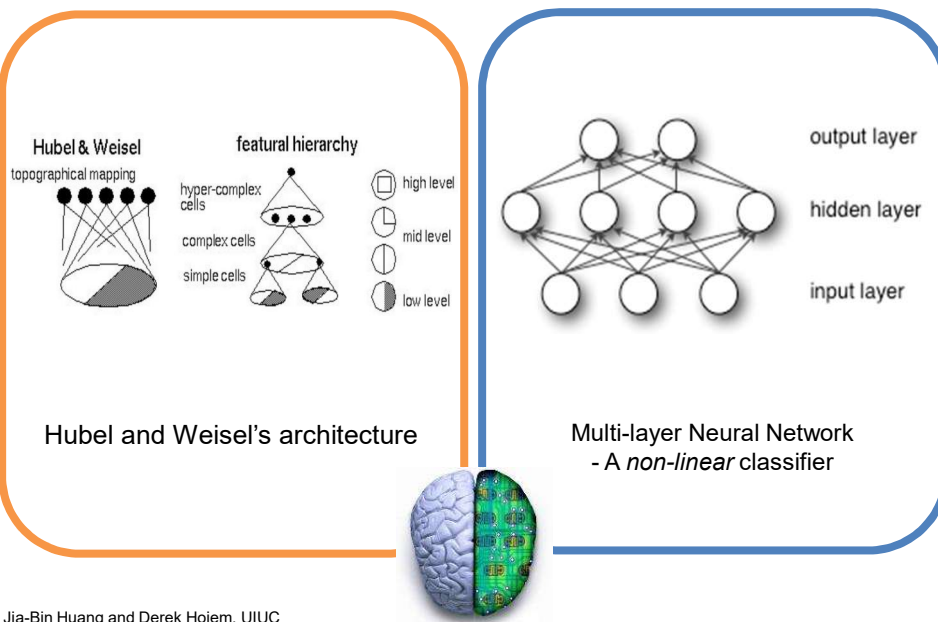 Hubel & Weisel
topographical mapping
featural hierarchy
hyper-complex
cells
complex cells
simple cells
high level
mid level
low level
Hubel and Weisel's architecture
output layer
hidden layer
input layer
Multi-layer Neural Network
- A non-linear classifier
Jia-Bin Huang and Derek Hoiem, UIUC